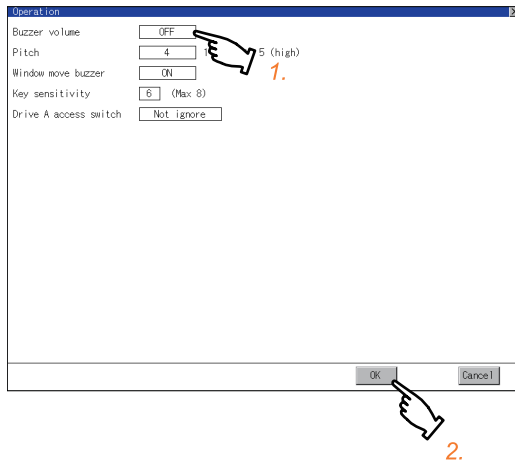 Operation
Buzzer volume OFF
Pitch 4 1 5 (high)
Window move buzzer ON
1.
Key sensitivity 6 (Max 8)
Drive A access switch Not ignore
OK Cancel
2.